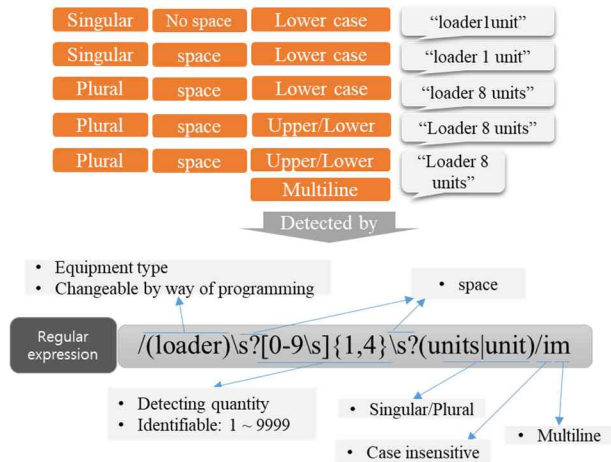 Singular No space Lower case “loader1unit”
Singular space Lower case “loader 1 unit”
Plural space Lower case “loader 8 units”
Plural space Upper/Lower “Loader 8 units”
Plural space Upper/Lower “Loader 8
Multiline units”
Detected by
• Equipment type
• Changeable by way of programming
• space
Regular
expression
/(loader)\s?[0-9\s]{1,4}\s?(units|unit)/im
• Detecting quantity
• Identifiable: 1 ~ 9999
• Singular/Plural
• Case insensitive
• Multiline